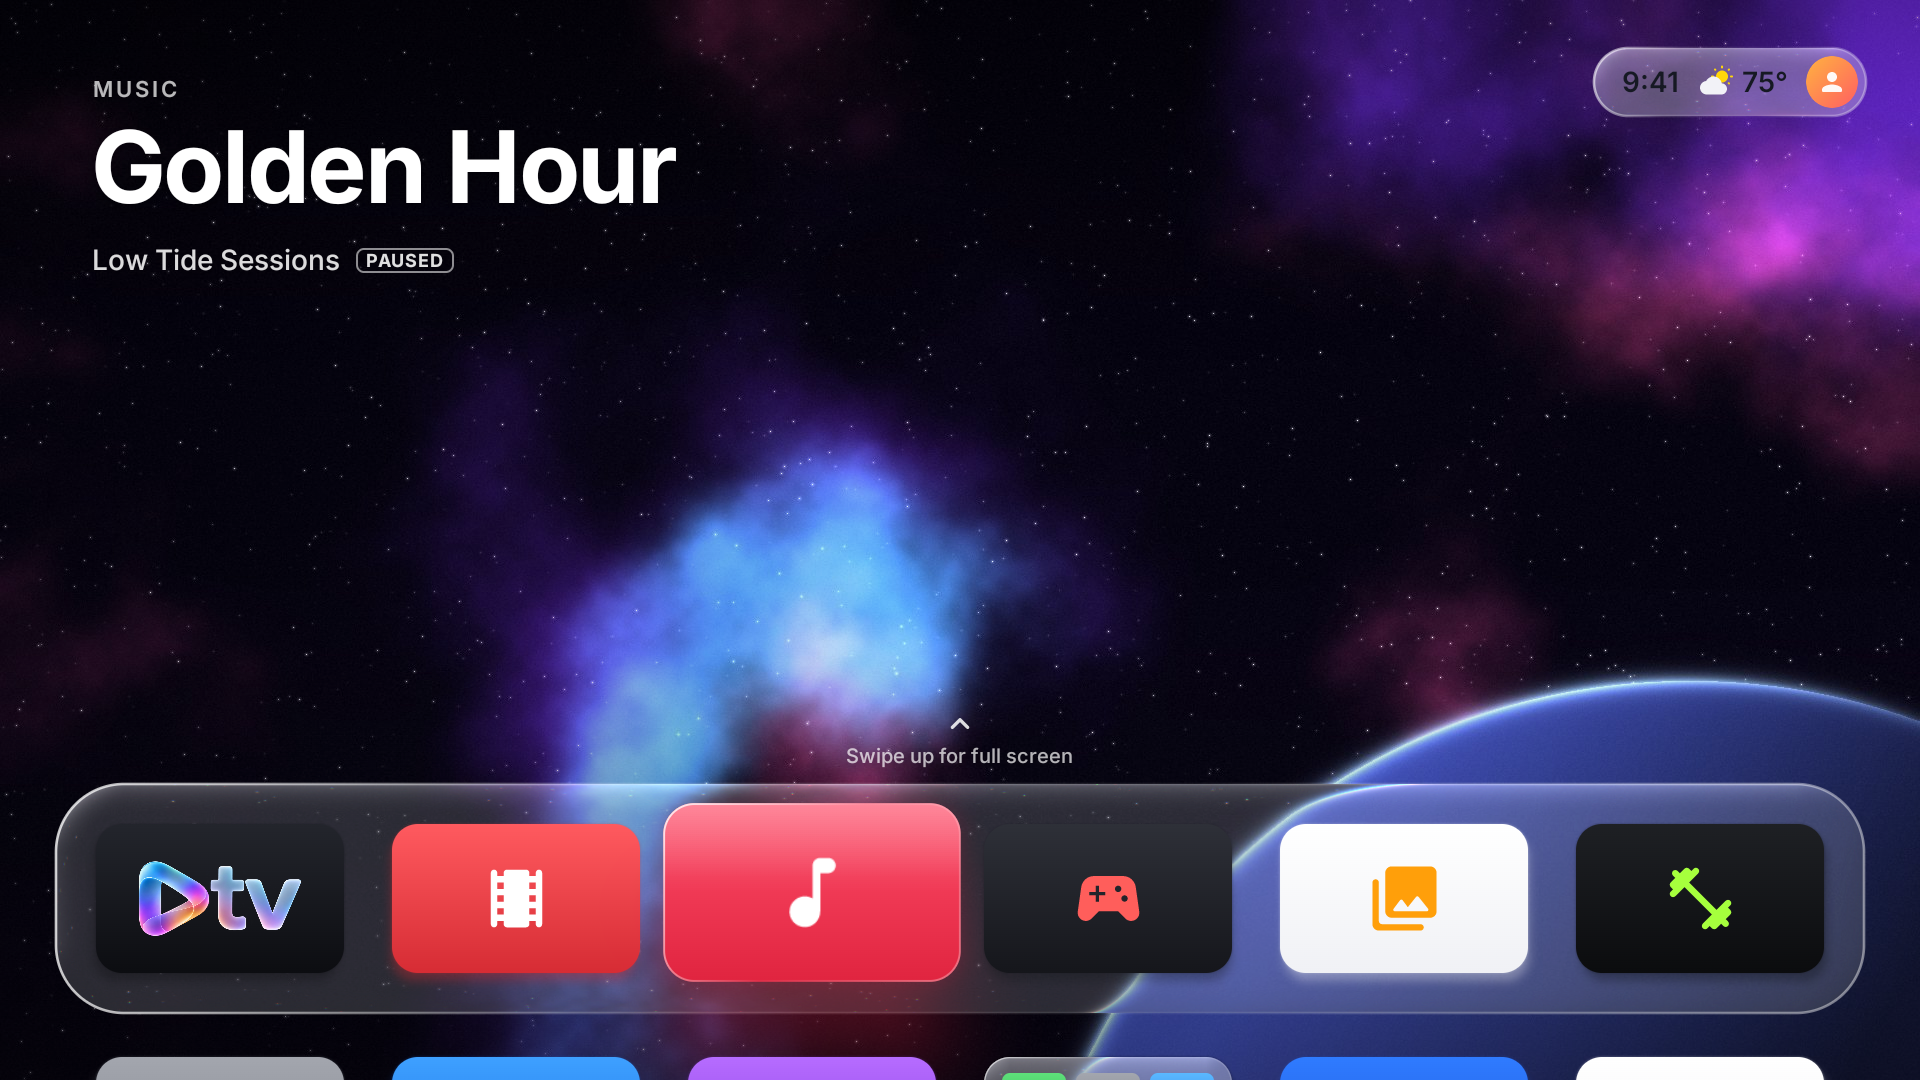 MUSIC
Golden Hour
Low Tide Sessions PAUSED
9:41 75°
Swipe up for full screen
tv